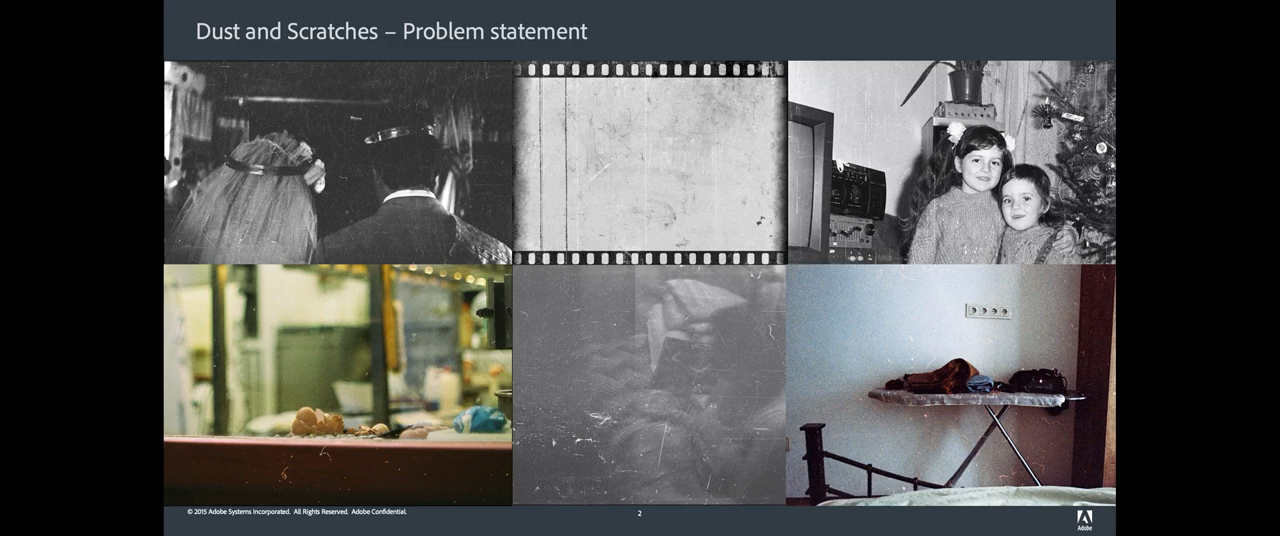 Dust and Scratches – Problem statement
© 2015 Adobe Systems Incorporated. All Rights Reserved. Adobe Confidential.
2
Adobe